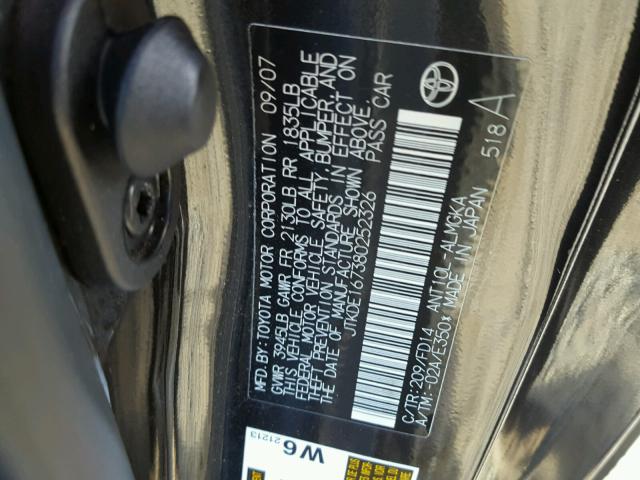 MFD. BY: TOYOTA MOTOR CORPORATION 09/07
GVWR 3945LB GAWR FR 2130LB RR 1835LB
THIS VEHICLE CONFORMS TO ALL APPLICABLE
FEDERAL MOTOR VEHICLE SAFETY, BUMPER, AND
THEFT PREVENTION STANDARDS IN EFFECT ON
THE DATE OF MANUFACTURE SHOWN ABOVE.
JTKDE167380252326 PASS CAR
C/TR: 209/FD14 ANT10L-ALMGKA
A/TM: -02A/E350* MADE IN JAPAN
518A
W6 21213